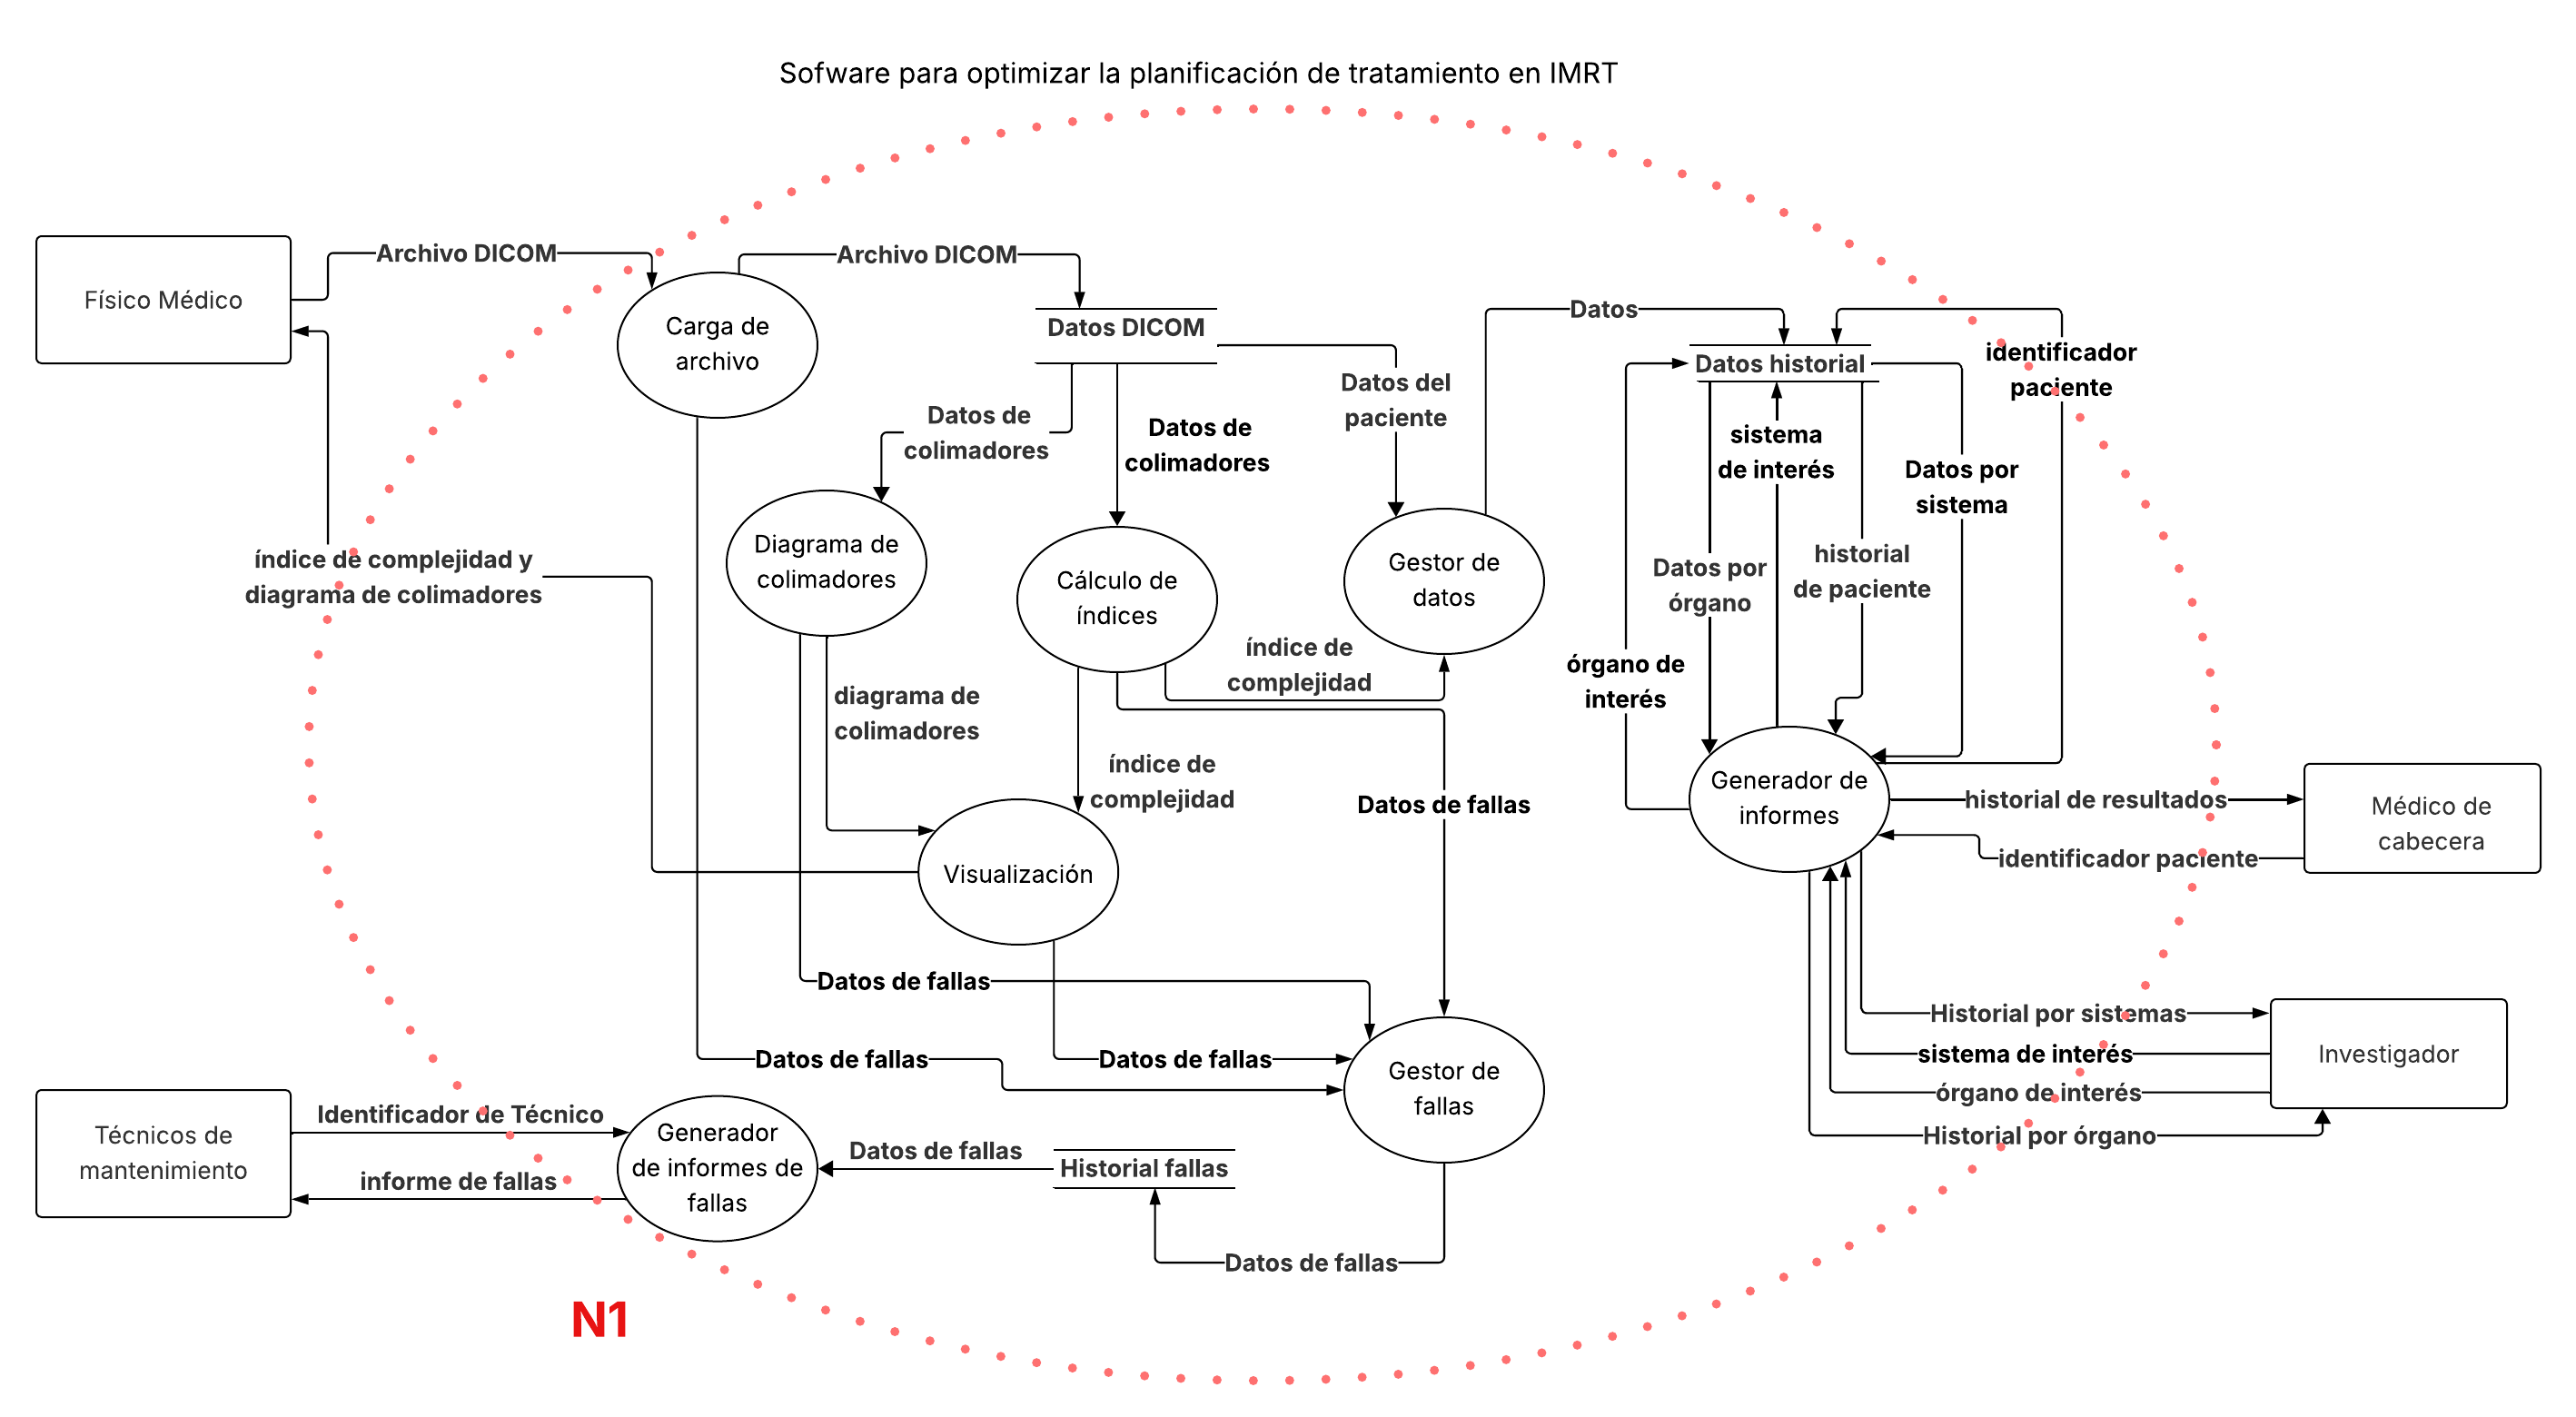 Sofware para optimizar la planificación de tratamiento en IMRT
Físico Médico
Archivo DICOM
Carga de
archivo
Archivo DICOM
Datos DICOM
Datos de
colimadores
Datos de
colimadores
Datos del
paciente
Datos
Datos historial
identificador
paciente
sistema
de interés
Datos por
sistema
Datos por
órgano
historial
de paciente
órgano de
interés
índice de complejidad y
diagrama de colimadores
Diagrama de
colimadores
Cálculo de
índices
Gestor de
datos
índice de
complejidad
diagrama de
colimadores
índice de
complejidad
Datos de fallas
Visualización
Generador de
informes
historial de resultados
identificador paciente
Médico de
cabecera
Datos de fallas
Datos de fallas
Datos de fallas
Gestor de
fallas
Historial por sistemas
sistema de interés
órgano de interés
Historial por órgano
Investigador
Técnicos de
mantenimiento
Identificador de Técnico
informe de fallas
Generador
de informes de
fallas
Datos de fallas
Historial fallas
Datos de fallas
N1